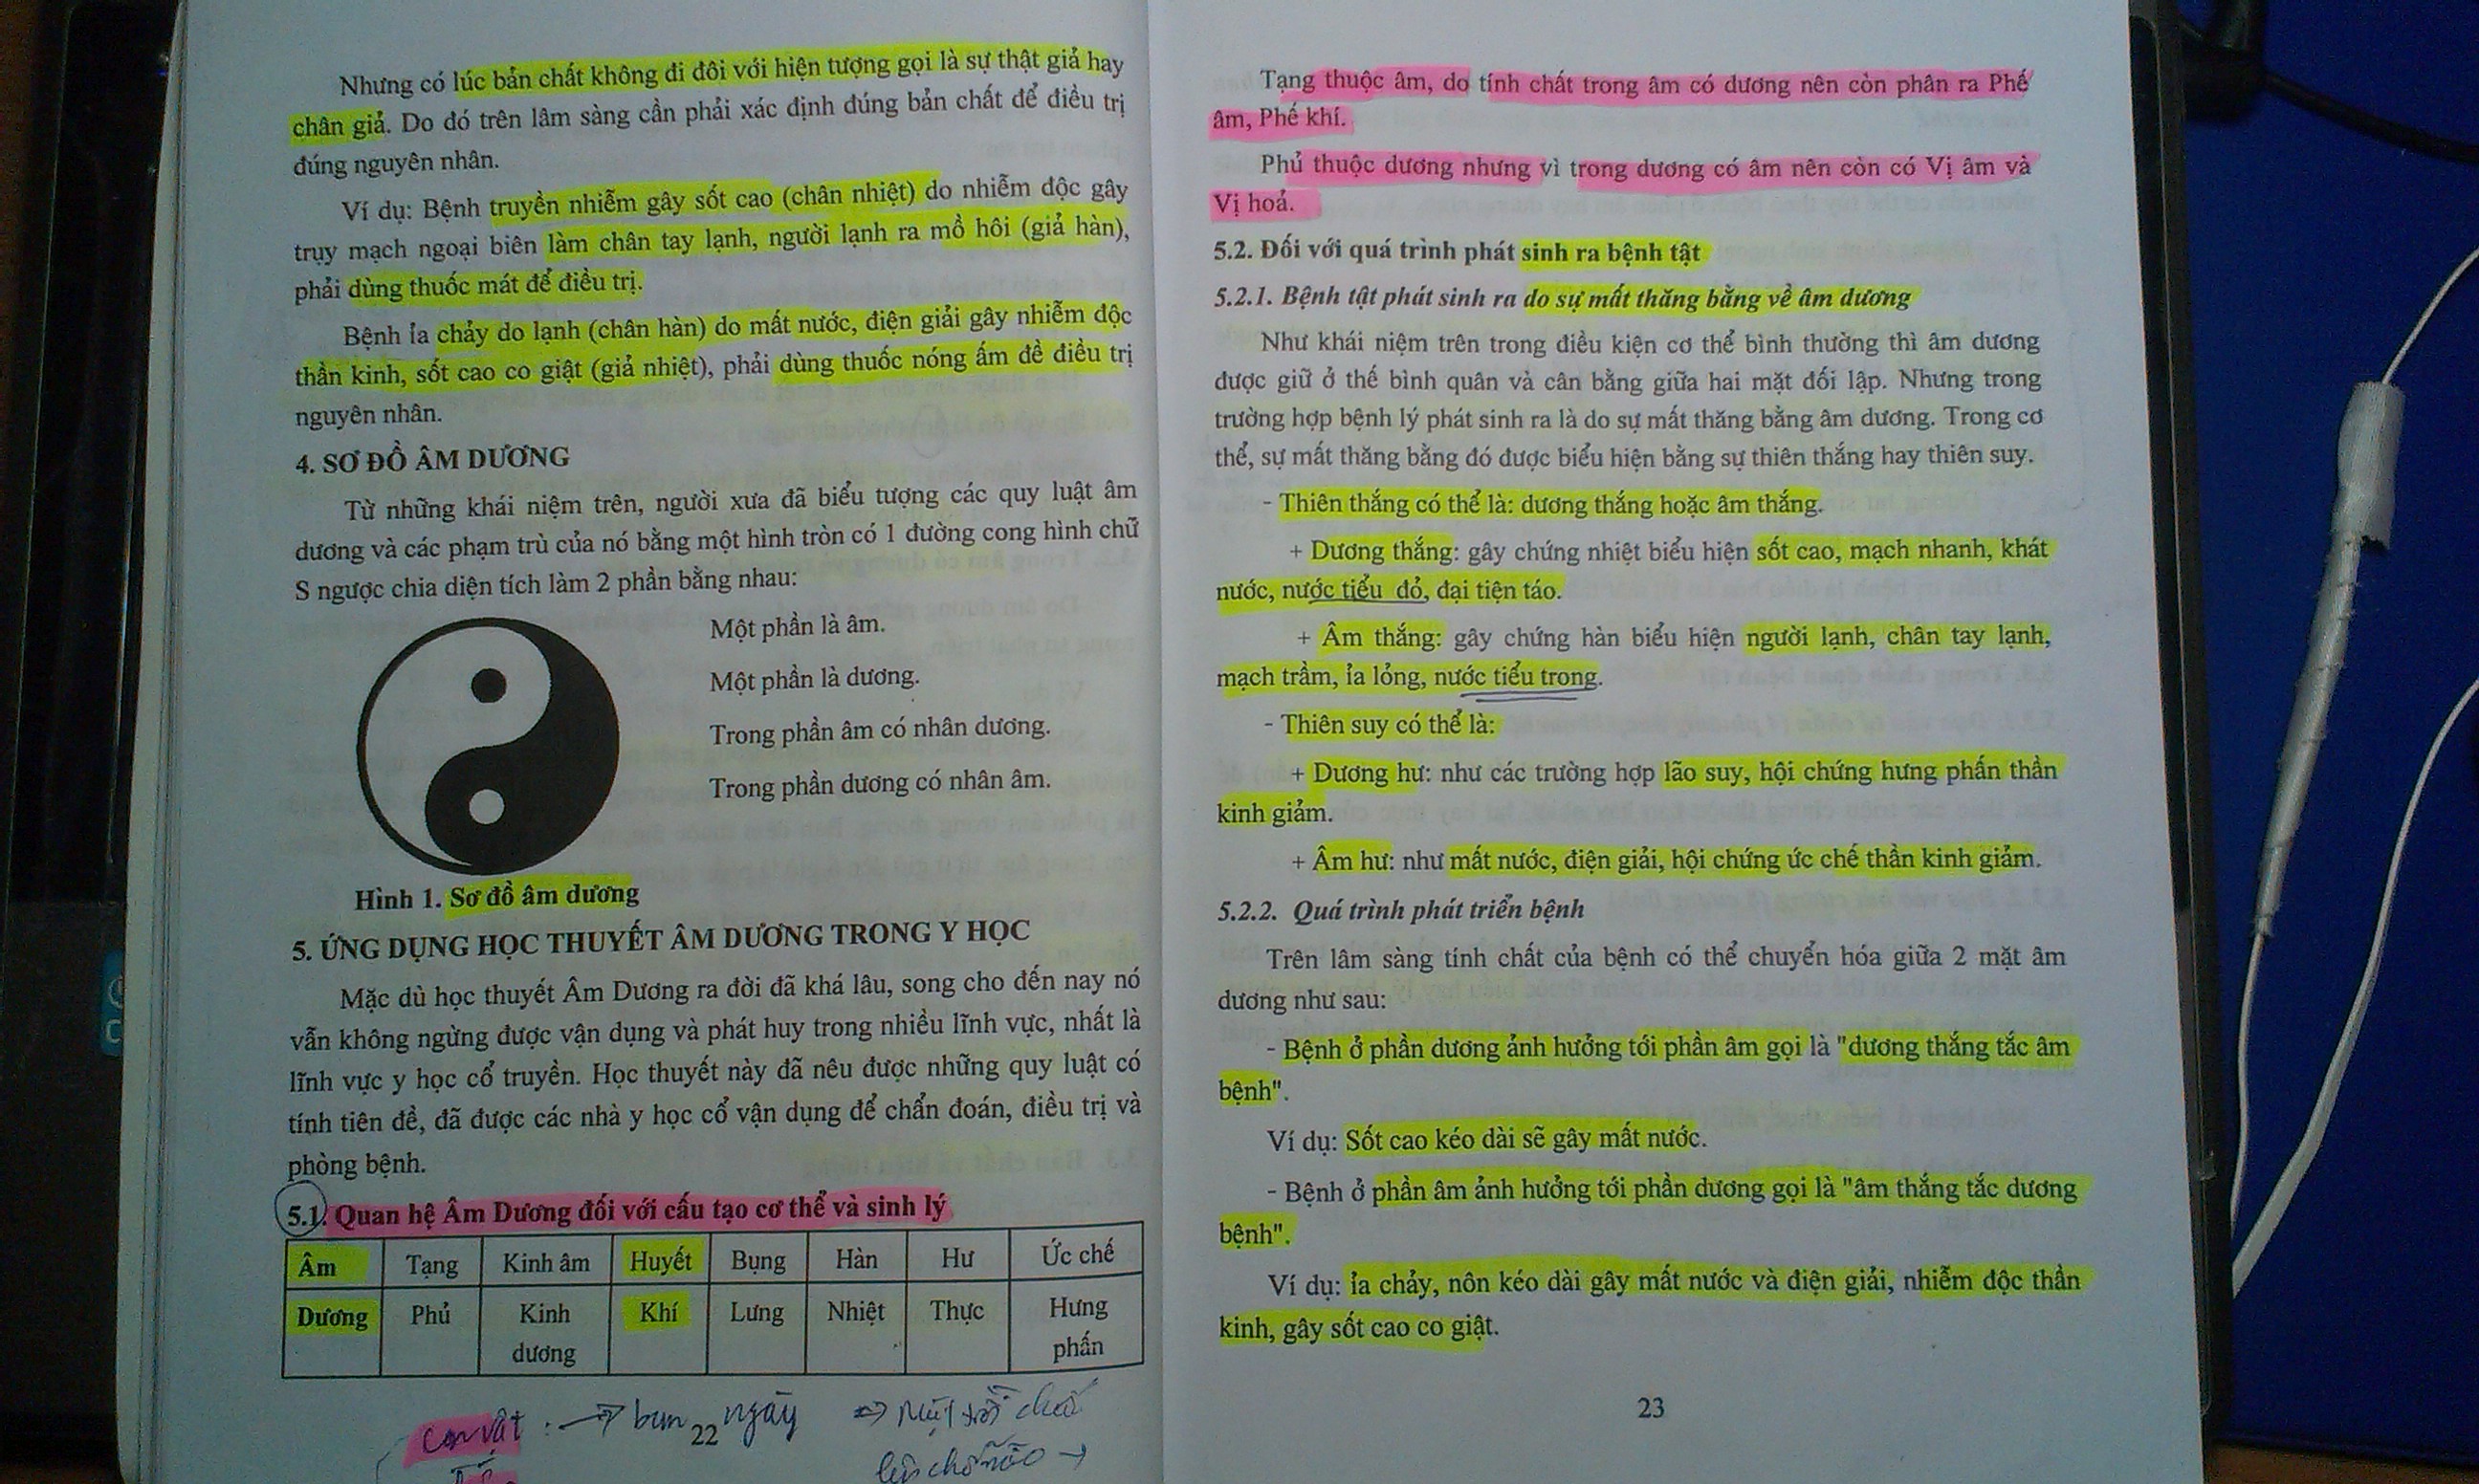 Nhưng có lúc bản chất không đi đôi với hiện tượng gọi là sự thật giả hay
chân giả. Do đó trên lâm sàng cần phải xác định đúng bản chất để điều trị
đúng nguyên nhân.
Ví dụ: Bệnh truyền nhiễm gây sốt cao (chân nhiệt) do nhiễm độc gây
trụy mạch ngoại biên làm chân tay lạnh, người lạnh ra mồ hôi (giả hàn),
phải dùng thuốc mát để điều trị.
Bệnh ỉa chảy do lạnh (chân hàn) do mất nước, điện giải gây nhiễm độc
thần kinh, sốt cao co giật (giả nhiệt), phải dùng thuốc nóng ấm đề điều trị
nguyên nhân.
4. SƠ ĐỒ ÂM DƯƠNG
Từ những khái niệm trên, người xưa đã biểu tượng các quy luật âm
dương và các phạm trù của nó bằng một hình tròn có 1 đường cong hình chữ
S ngược chia diện tích làm 2 phần bằng nhau:
Một phần là âm.
Một phần là dương.
Trong phần âm có nhân dương.
Trong phần dương có nhân âm.
Hình 1. Sơ đồ âm dương
5. ỨNG DỤNG HỌC THUYẾT ÂM DƯƠNG TRONG Y HỌC
Mặc dù học thuyết Âm Dương ra đời đã khá lâu, song cho đến nay nó
vẫn không ngừng được vận dụng và phát huy trong nhiều lĩnh vực, nhất là
lĩnh vực y học cổ truyền. Học thuyết này đã nêu được những quy luật có
tính tiên đề, đã được các nhà y học cổ vận dụng để chẩn đoán, điều trị và
phòng bệnh.
5.1. Quan hệ Âm Dương đối với cấu tạo cơ thể và sinh lý
Âm Tạng Kinh âm Huyết Bụng Hàn Hư Ức chế
Dương Phủ Kinh Khí Lưng Nhiệt Thực Hưng
dương phấn
con vật : → ban ngày ⇒
22
Tạng thuộc âm, do tính chất trong âm có dương nên còn phân ra Phế
âm, Phế khí.
Phủ thuộc dương nhưng vì trong dương có âm nên còn có Vị âm và
Vị hoả.
5.2. Đối với quá trình phát sinh ra bệnh tật
5.2.1. Bệnh tật phát sinh ra do sự mất thăng bằng về âm dương
Như khái niệm trên trong điều kiện cơ thể bình thường thì âm dương
được giữ ở thế bình quân và cân bằng giữa hai mặt đối lập. Nhưng trong
trường hợp bệnh lý phát sinh ra là do sự mất thăng bằng âm dương. Trong cơ
thể, sự mất thăng bằng đó được biểu hiện bằng sự thiên thắng hay thiên suy.
- Thiên thắng có thể là: dương thắng hoặc âm thắng.
+ Dương thắng: gây chứng nhiệt biểu hiện sốt cao, mạch nhanh, khát
nước, nước tiểu đỏ, đại tiện táo.
+ Âm thắng: gây chứng hàn biểu hiện người lạnh, chân tay lạnh,
mạch trầm, ỉa lỏng, nước tiểu trong.
- Thiên suy có thể là:
+ Dương hư: như các trường hợp lão suy, hội chứng hưng phấn thần
kinh giảm.
+ Âm hư: như mất nước, điện giải, hội chứng ức chế thần kinh giảm.
5.2.2. Quá trình phát triển bệnh
Trên lâm sàng tính chất của bệnh có thể chuyển hóa giữa 2 mặt âm
dương như sau:
- Bệnh ở phần dương ảnh hưởng tới phần âm gọi là "dương thắng tắc âm
bệnh".
Ví dụ: Sốt cao kéo dài sẽ gây mất nước.
- Bệnh ở phần âm ảnh hưởng tới phần dương gọi là "âm thắng tắc dương
bệnh".
Ví dụ: ỉa chảy, nôn kéo dài gây mất nước và điện giải, nhiễm độc thần
kinh, gây sốt cao co giật.
23